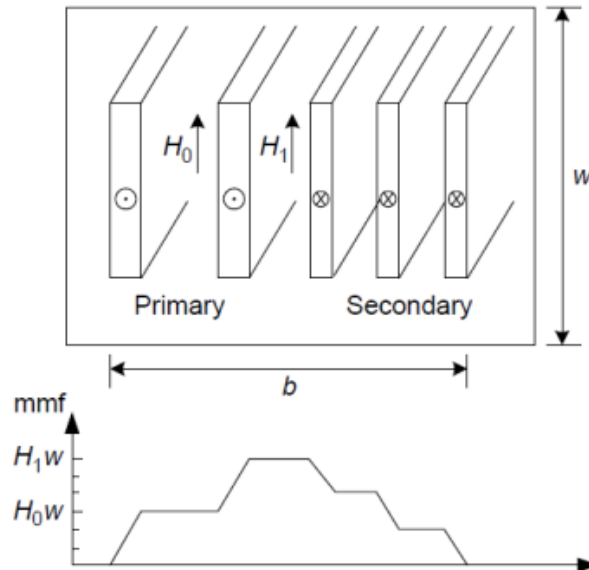 H₀
H₁
w
Primary
Secondary
b
mmf
H₁w
H₀w